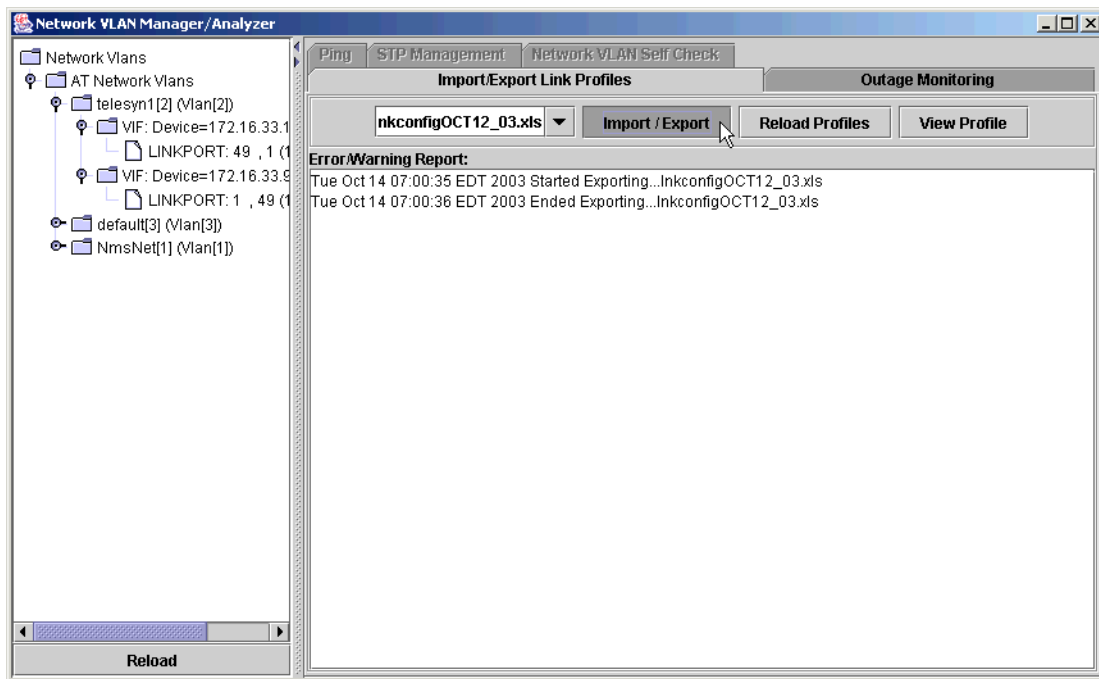 Network VLAN Manager/Analyzer
Network Vlans
AT Network Vlans
telesyn1[2] (Vlan[2])
VIF: Device=172.16.33.1
LINKPORT: 49 , 1 (1
VIF: Device=172.16.33.9
LINKPORT: 1 , 49 (1
default[3] (Vlan[3])
NmsNet[1] (Vlan[1])
Reload
Ping STP Management Network VLAN Self Check
Import/Export Link Profiles Outage Monitoring
nkconfigOCT12_03.xls Import / Export Reload Profiles View Profile
Error/Warning Report:
Tue Oct 14 07:00:35 EDT 2003 Started Exporting...lnkconfigOCT12_03.xls
Tue Oct 14 07:00:36 EDT 2003 Ended Exporting...lnkconfigOCT12_03.xls